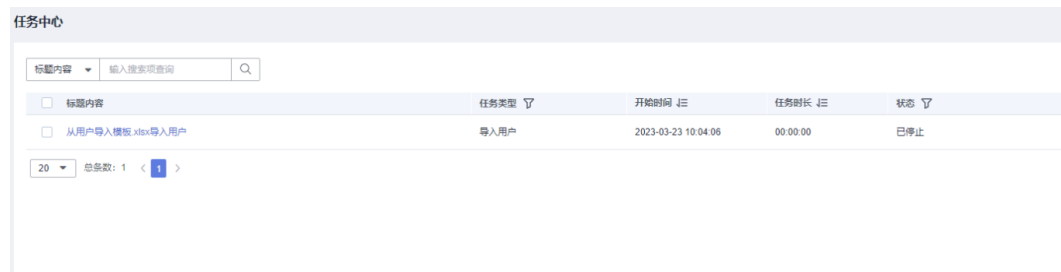 任务中心
标题内容 输入搜索项查询
标题内容 任务类型 开始时间 任务时长 状态
从用户导入模板.xlsx导入用户 导入用户 2023-03-23 10:04:06 00:00:00 已停止
20 总条数: 1 < 1 >